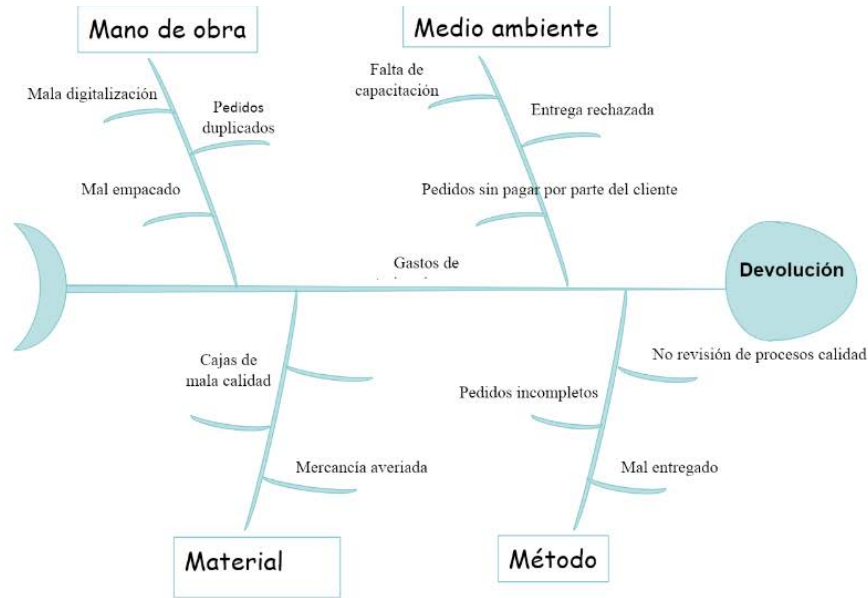 Mano de obra
Medio ambiente
Mala digitalización
Pedidos
duplicados
Mal empacado
Falta de
capacitación
Entrega rechazada
Pedidos sin pagar por parte del cliente
Gastos de
Devolución
Cajas de
mala calidad
Mercancía averiada
No revisión de procesos calidad
Pedidos incompletos
Mal entregado
Material
Método